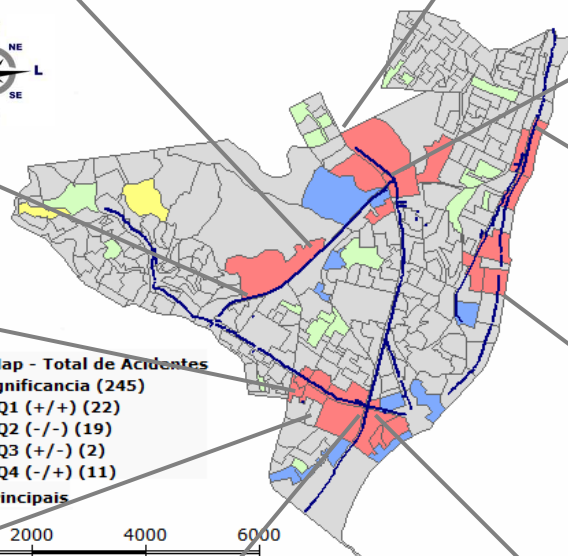 NE
L
SE
Map - Total de Acidentes
gnificancia (245)
Q1 (+/+) (22)
Q2 (-/-) (19)
Q3 (+/-) (2)
Q4 (-/+) (11)
incipais
2000 4000 6000